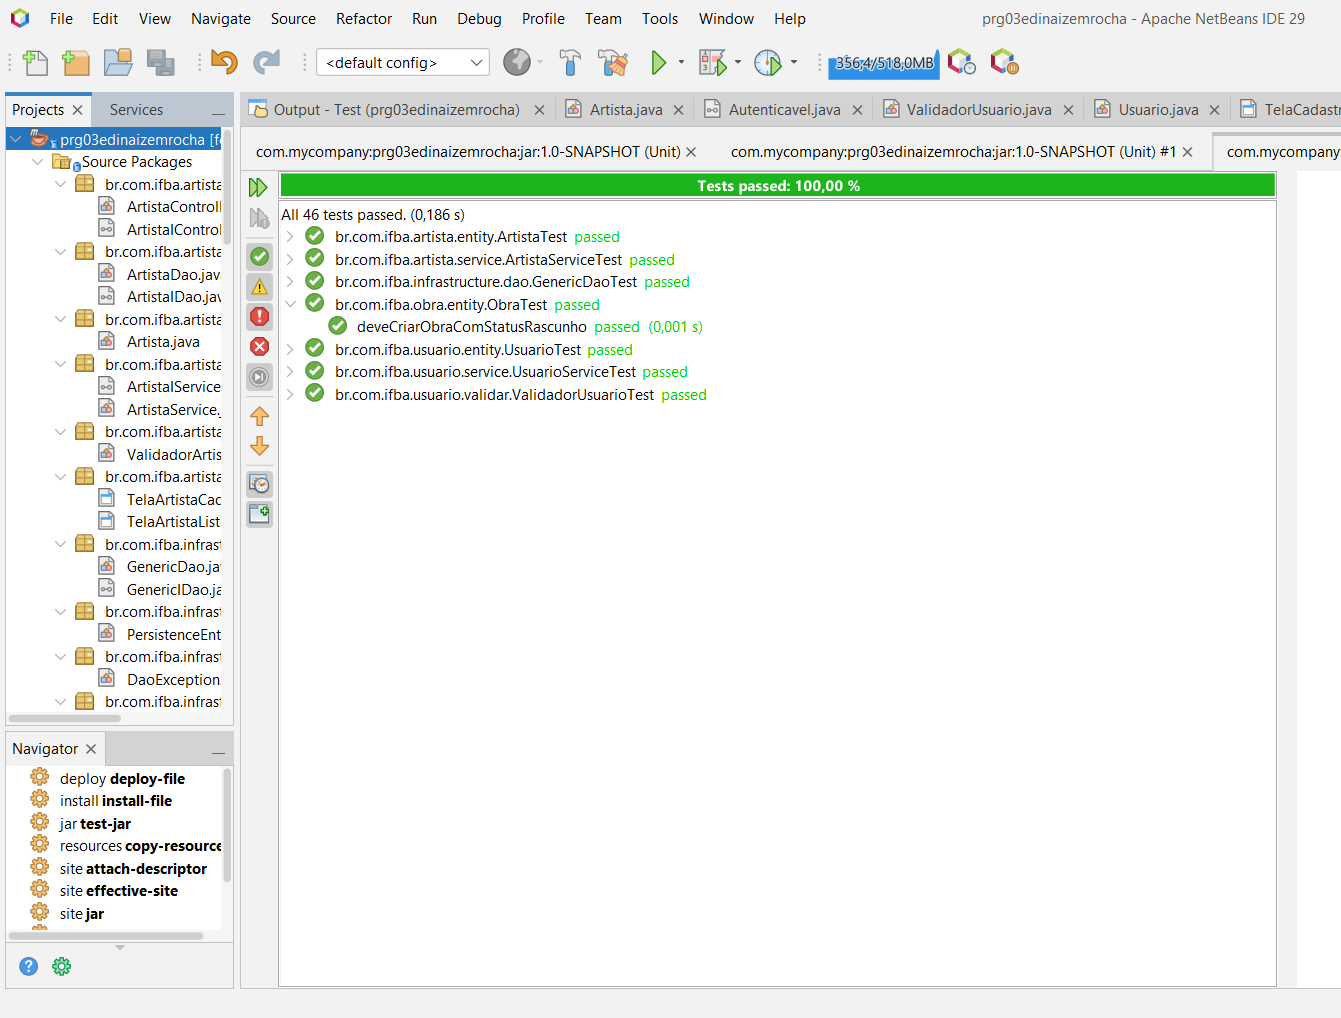 File Edit View Navigate Source Refactor Run Debug Profile Team Tools Window Help
prg03edinaizemrocha - Apache NetBeans IDE 29
<default config>
356,4/518,0MB
Projects
Services
prg03edinaizemrocha [f
Source Packages
br.com.ifba.artista
ArtistaControll
ArtistaIControl
br.com.ifba.artista
ArtistaDao.java
ArtistaIDao.jav
br.com.ifba.artista
Artista.java
br.com.ifba.artista
ArtistaIService
ArtistaService.
br.com.ifba.artista
ValidadorArtis
br.com.ifba.artista
TelaArtistaCad
TelaArtistaList
br.com.ifba.infrast
GenericDao.jav
GenericIDao.ja
br.com.ifba.infrast
PersistenceEnt
br.com.ifba.infrast
DaoException
br.com.ifba.infrast
Navigator
deploy deploy-file
install install-file
jar test-jar
resources copy-resource
site attach-descriptor
site effective-site
site jar
Output - Test (prg03edinaizemrocha)
Artista.java
Autenticavel.java
ValidadorUsuario.java
Usuario.java
TelaCadastr
com.mycompany:prg03edinaizemrocha:jar:1.0-SNAPSHOT (Unit)
com.mycompany:prg03edinaizemrocha:jar:1.0-SNAPSHOT (Unit) #1
com.mycompany:
Tests passed: 100,00 %
All 46 tests passed. (0,186 s)
br.com.ifba.artista.entity.ArtistaTest passed
br.com.ifba.artista.service.ArtistaServiceTest passed
br.com.ifba.infrastructure.dao.GenericDaoTest passed
br.com.ifba.obra.entity.ObraTest passed
deveCriarObraComStatusRascunho passed (0,001 s)
br.com.ifba.usuario.entity.UsuarioTest passed
br.com.ifba.usuario.service.UsuarioServiceTest passed
br.com.ifba.usuario.validar.ValidadorUsuarioTest passed